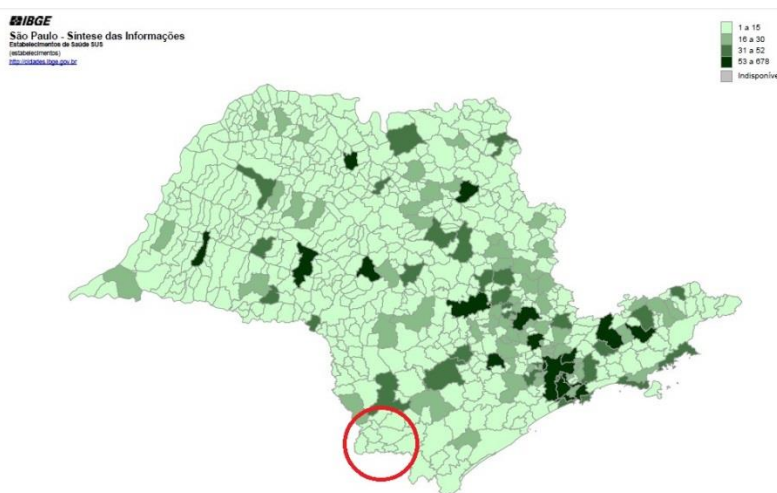 IBGE
São Paulo - Síntese das Informações
Estabelecimentos de Saúde SUS
(estabelecimentos)
http://cidades.ibge.gov.br
1 a 15
16 a 30
31 a 52
53 a 678
Indisponíve